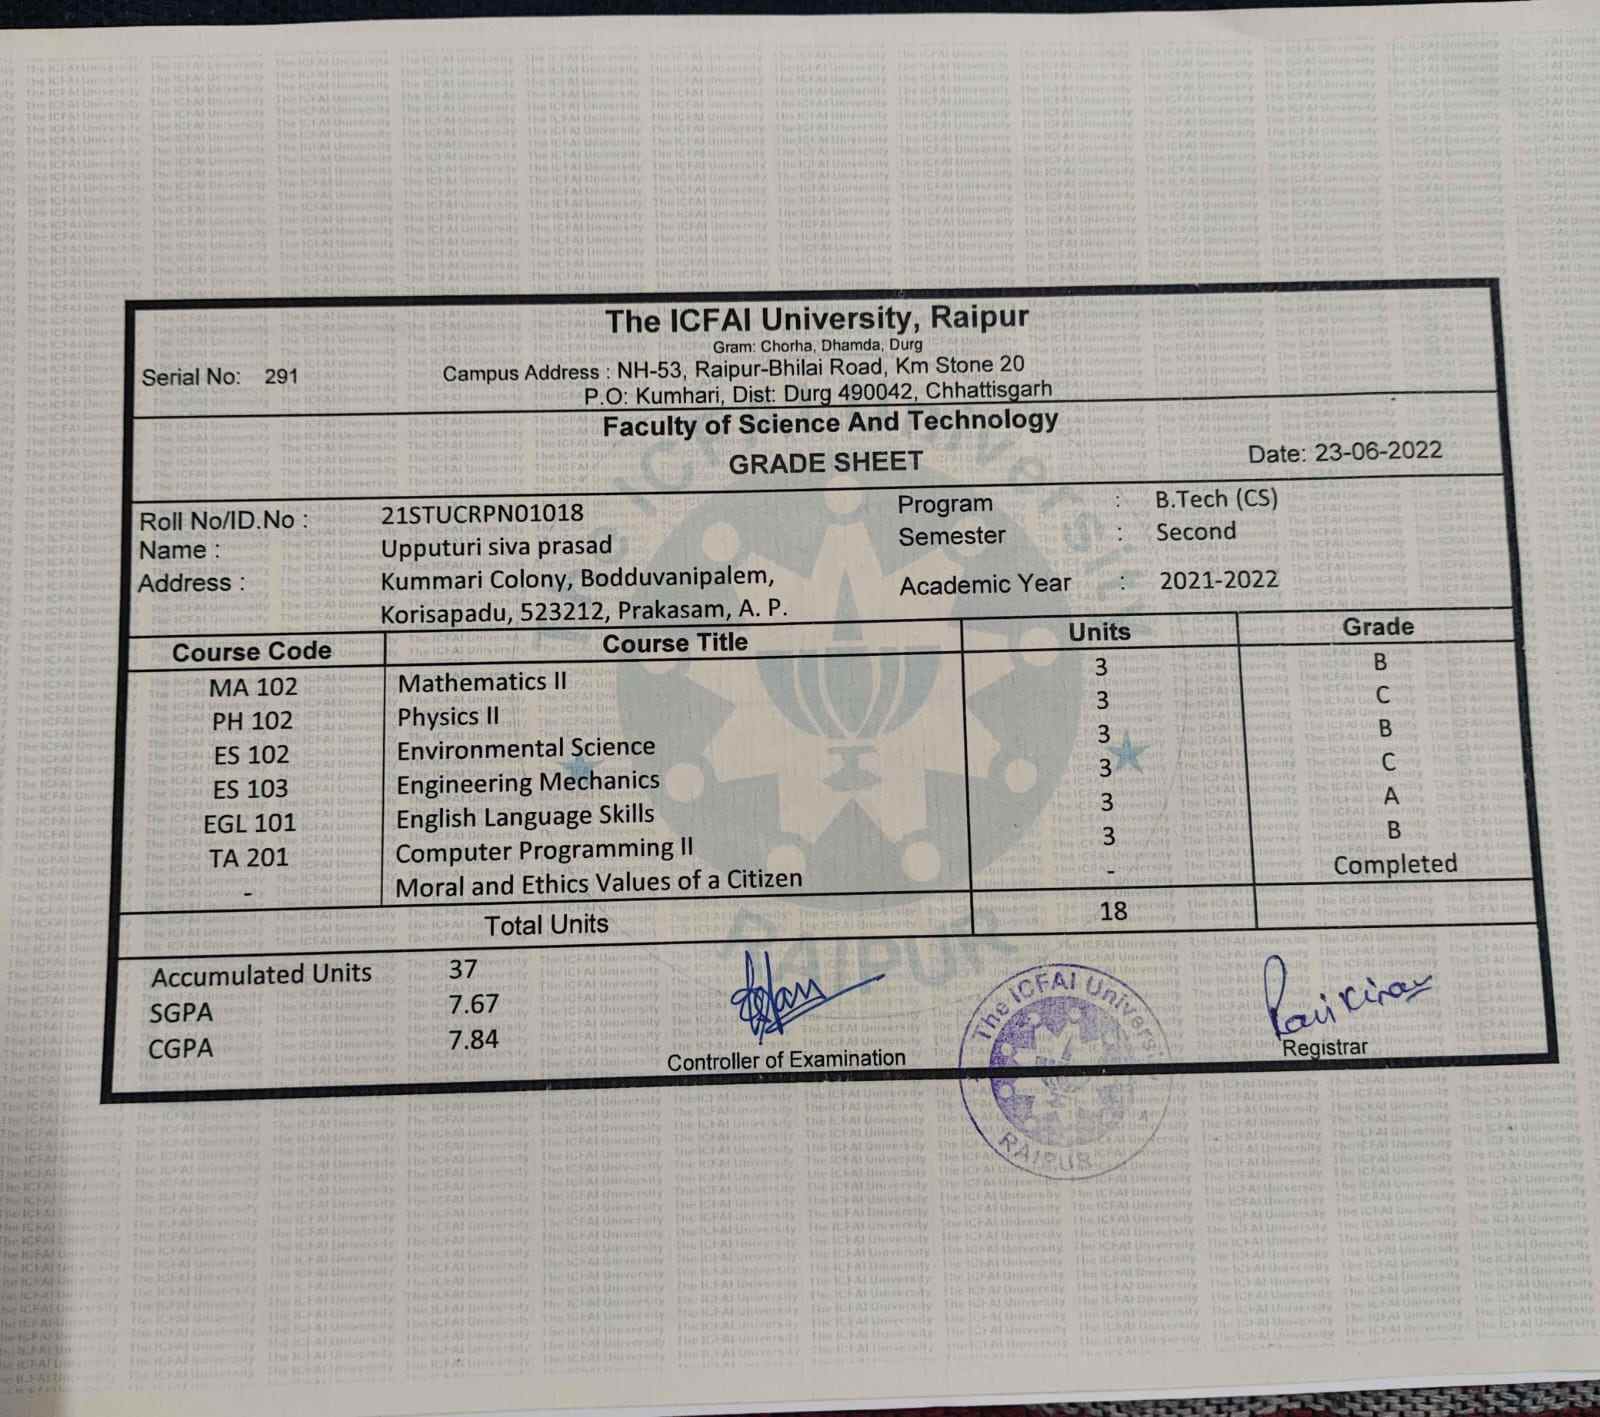 The ICFAI University, Raipur
Gram: Chorha, Dhamda, Durg
Serial No: 291
Campus Address : NH-53, Raipur-Bhilai Road, Km Stone 20
P.O: Kumhari, Dist: Durg 490042, Chhattisgarh
Faculty of Science And Technology
GRADE SHEET
Date: 23-06-2022
Roll No/ID.No : 21STUCRPN01018 Program : B.Tech (CS)
Name : Upputuri siva prasad Semester : Second
Address : Kummari Colony, Bodduvanipalem, Academic Year : 2021-2022
Korisapadu, 523212, Prakasam, A. P.
Course Code Course Title Units Grade
MA 102 Mathematics II 3 B
PH 102 Physics II 3 C
ES 102 Environmental Science 3 B
ES 103 Engineering Mechanics 3 C
EGL 101 English Language Skills 3 A
TA 201 Computer Programming II 3 B
- Moral and Ethics Values of a Citizen - Completed
Total Units 18
Accumulated Units 37
SGPA 7.67
CGPA 7.84
Controller of Examination
The ICFAI Universi
RAIPUR
Ravi Kiran
Registrar